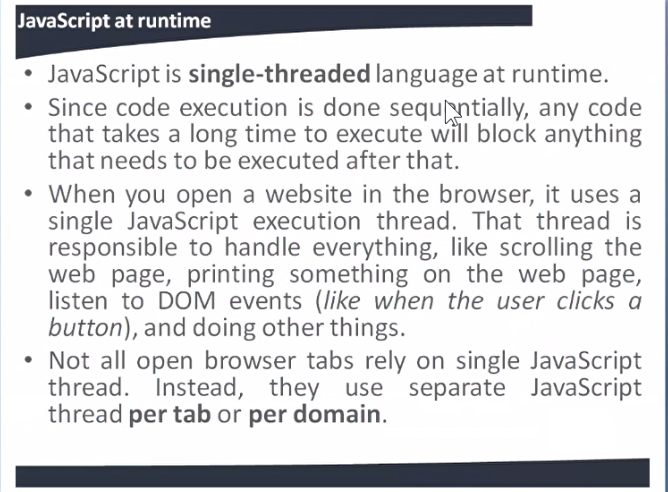 JavaScript at runtime
• JavaScript is single-threaded language at runtime.
• Since code execution is done sequentially, any code
that takes a long time to execute will block anything
that needs to be executed after that.
• When you open a website in the browser, it uses a
single JavaScript execution thread. That thread is
responsible to handle everything, like scrolling the
web page, printing something on the web page,
listen to DOM events (like when the user clicks a
button), and doing other things.
• Not all open browser tabs rely on single JavaScript
thread. Instead, they use separate JavaScript
thread per tab or per domain.